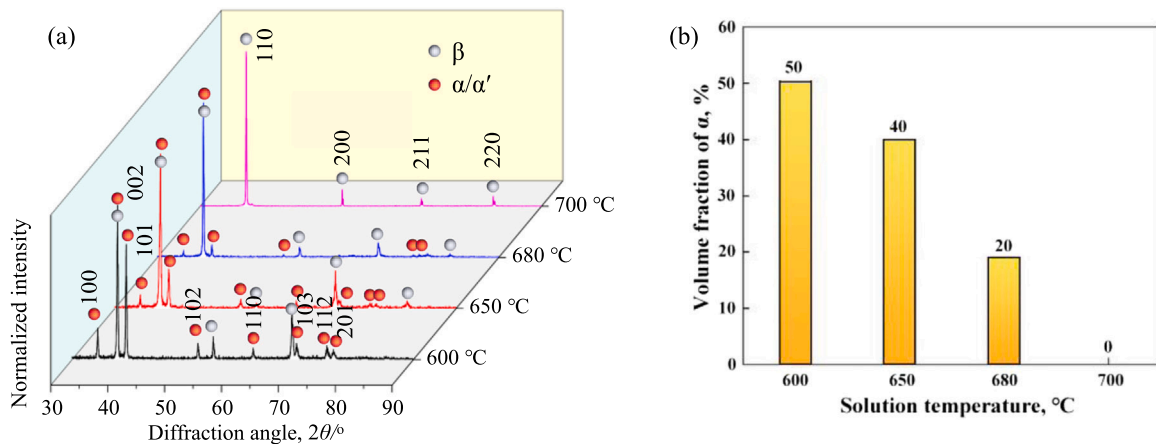 (a)
110
β
α/α′
200
211
220
700 °C
002
101
680 °C
100
102
110
103
112
201
650 °C
600 °C
Normalized intensity
30 40 50 60 70 80 90
Diffraction angle, 2θ/°
(b)
60
50
40
30
20
10
0
50
40
20
0
600 650 680 700
Volume fraction of α, %
Solution temperature, °C